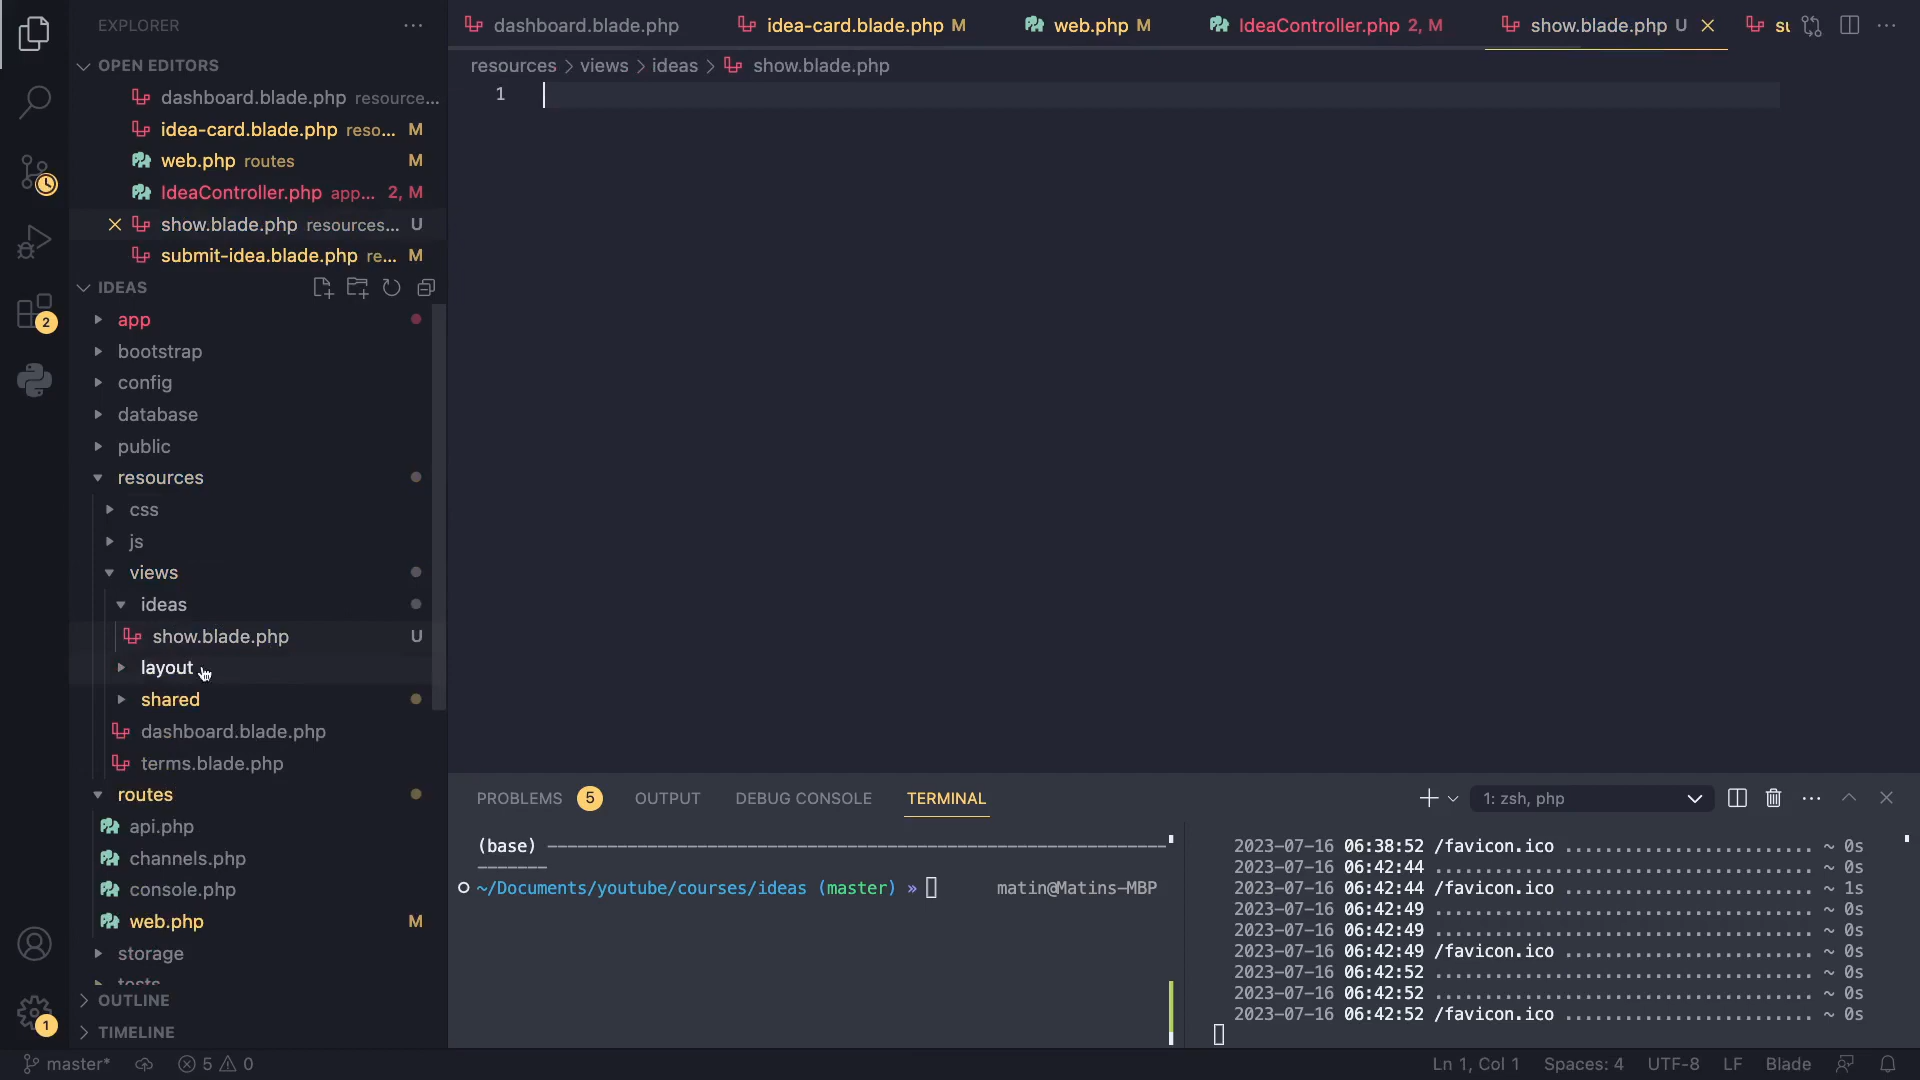 EXPLORER
OPEN EDITORS
dashboard.blade.php resource...
idea-card.blade.php reso... M
web.php routes M
IdeaController.php app... 2, M
show.blade.php resources... U
submit-idea.blade.php re... M
IDEAS
app
bootstrap
config
database
public
resources
css
js
views
ideas
show.blade.php U
layout
shared
dashboard.blade.php
terms.blade.php
routes
api.php
channels.php
console.php
web.php M
storage
tests
OUTLINE
TIMELINE
2
1
dashboard.blade.php
idea-card.blade.php M
web.php M
IdeaController.php 2, M
show.blade.php U
su
resources > views > ideas > show.blade.php
1
PROBLEMS 5 OUTPUT DEBUG CONSOLE TERMINAL
1: zsh, php
(base)
~/Documents/youtube/courses/ideas (master) » matin@Matins-MBP
2023-07-16 06:38:52 /favicon.ico ........................ ~ 0s
2023-07-16 06:42:44 .................................... ~ 0s
2023-07-16 06:42:44 /favicon.ico ........................ ~ 1s
2023-07-16 06:42:49 .................................... ~ 0s
2023-07-16 06:42:49 .................................... ~ 0s
2023-07-16 06:42:49 /favicon.ico ........................ ~ 0s
2023-07-16 06:42:52 .................................... ~ 0s
2023-07-16 06:42:52 .................................... ~ 0s
2023-07-16 06:42:52 /favicon.ico ........................ ~ 0s
master* 5 0 Ln 1, Col 1 Spaces: 4 UTF-8 LF Blade